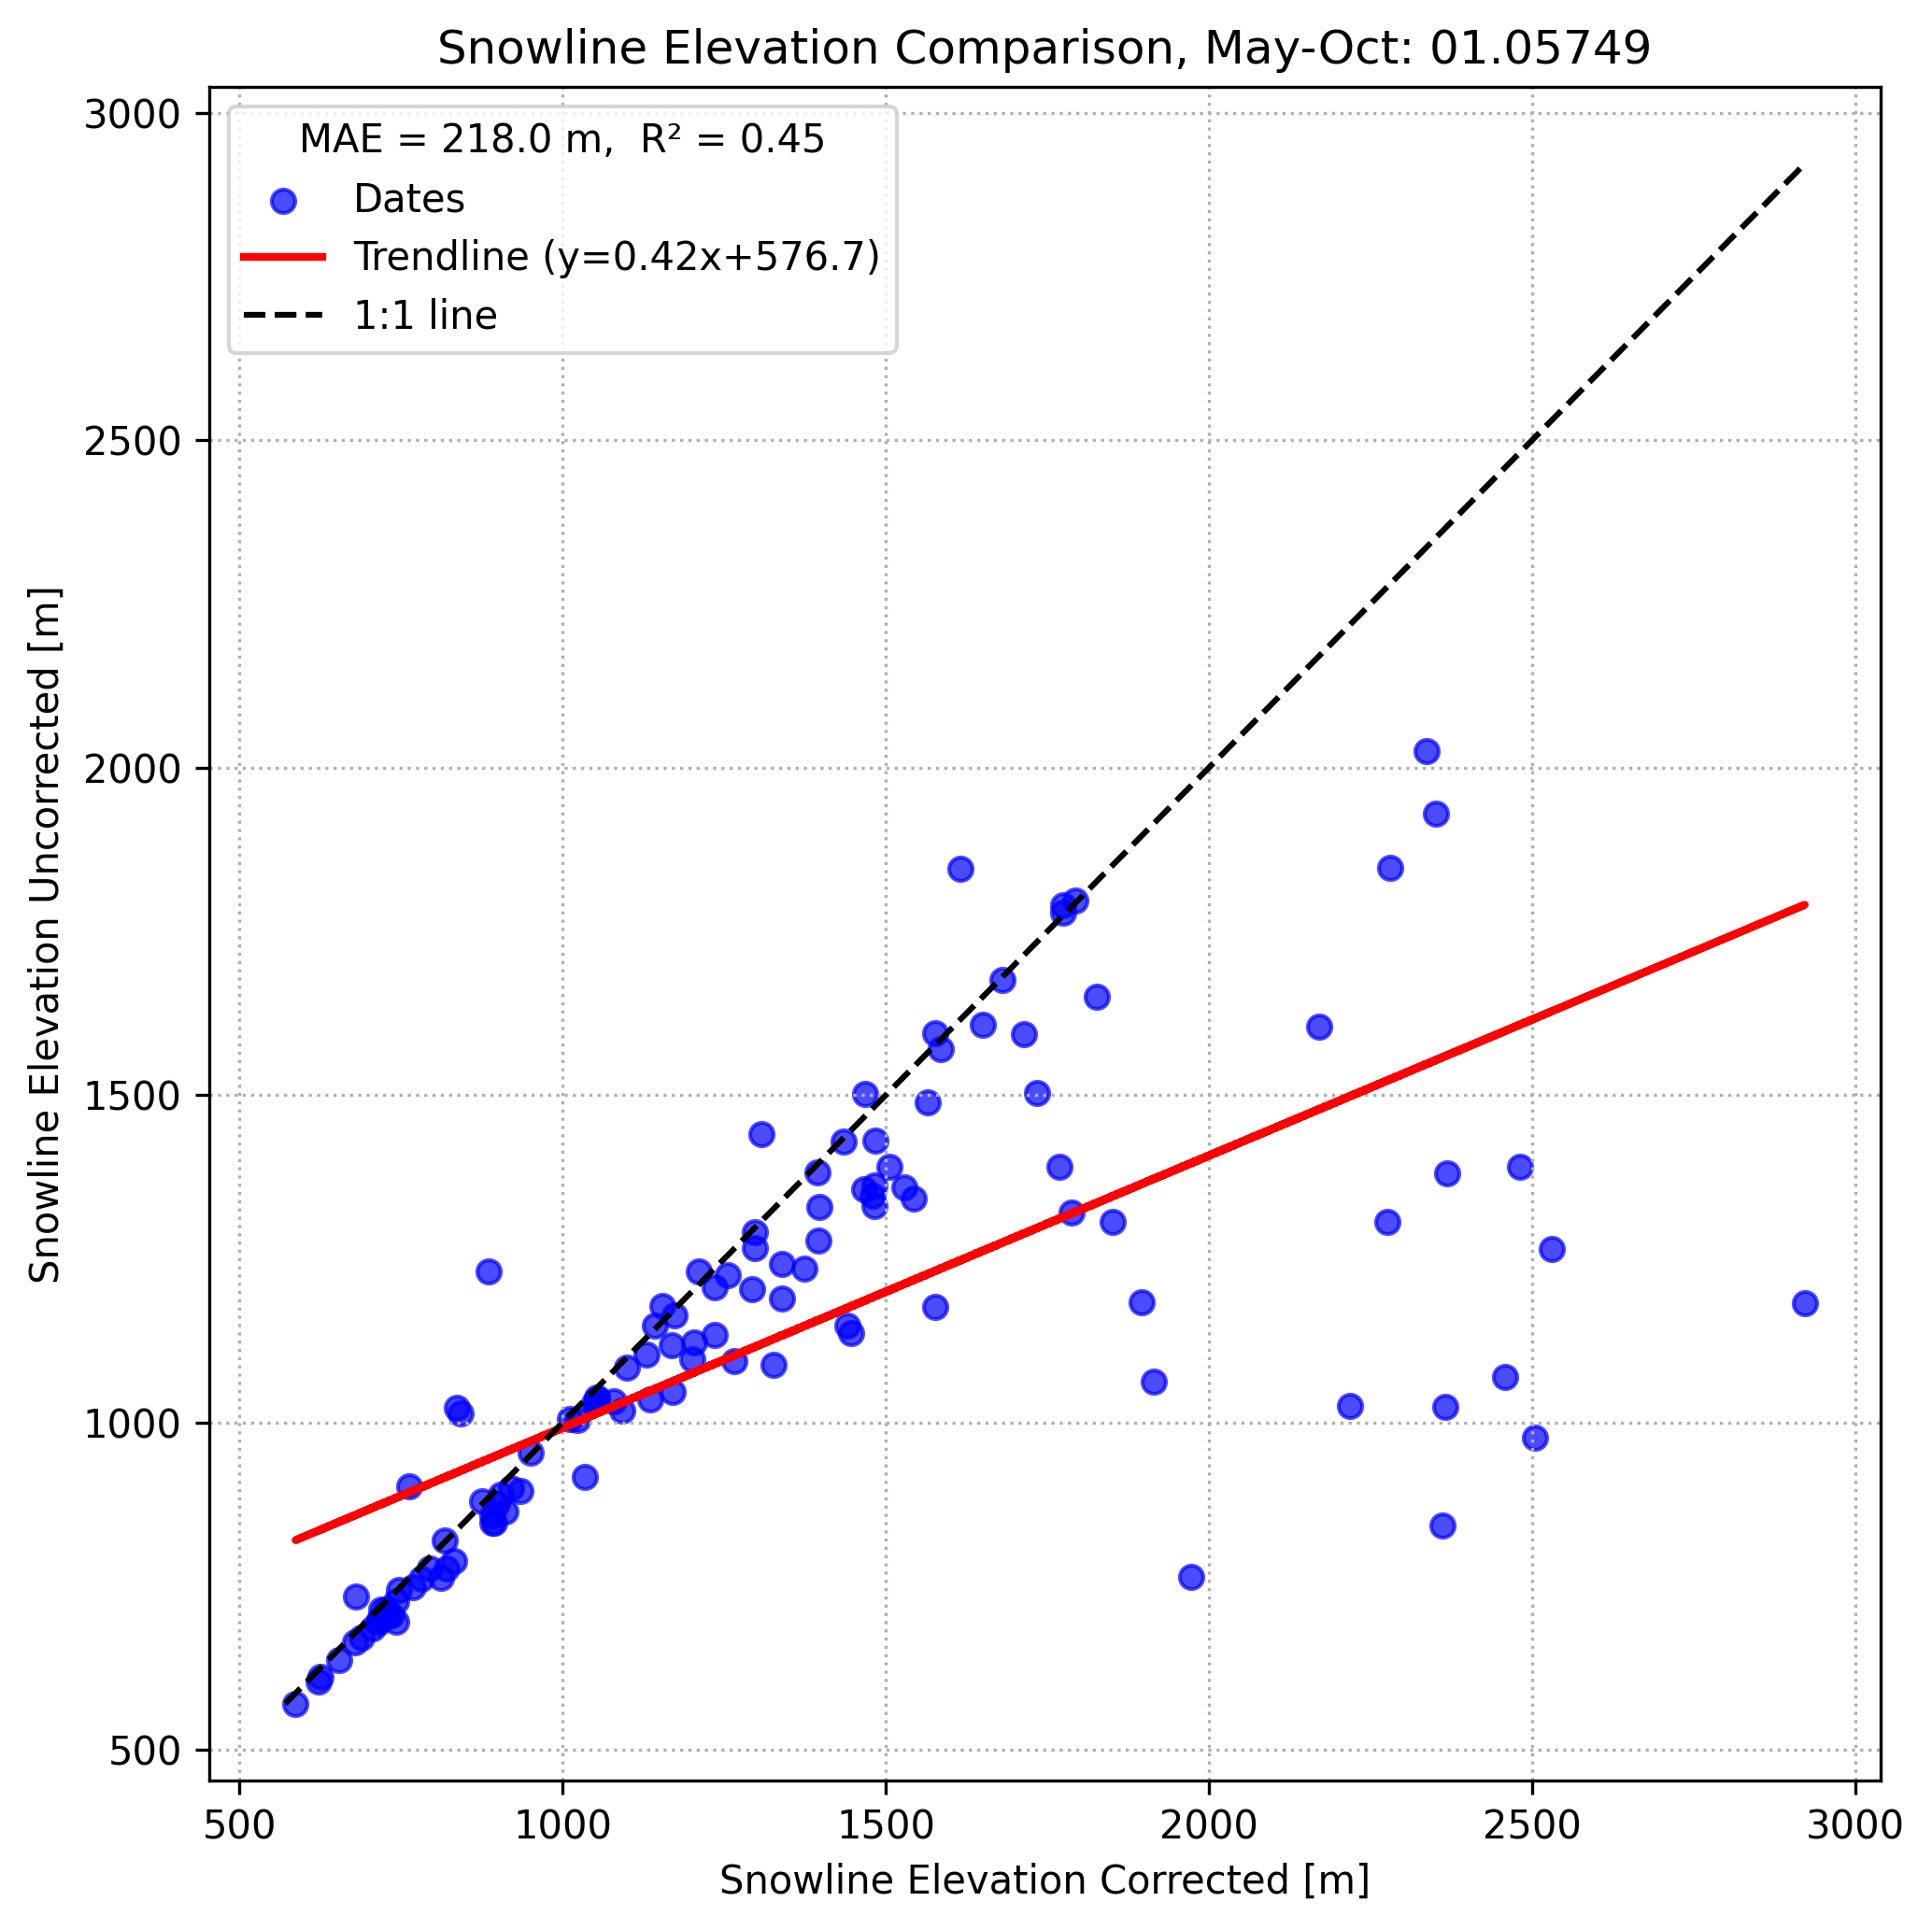 Snowline Elevation Comparison, May-Oct: 01.05749
MAE = 218.0 m,  R² = 0.45
Dates
Trendline (y=0.42x+576.7)
1:1 line
Snowline Elevation Uncorrected [m]
3000
2500
2000
1500
1000
500
500
1000
1500
2000
2500
3000
Snowline Elevation Corrected [m]